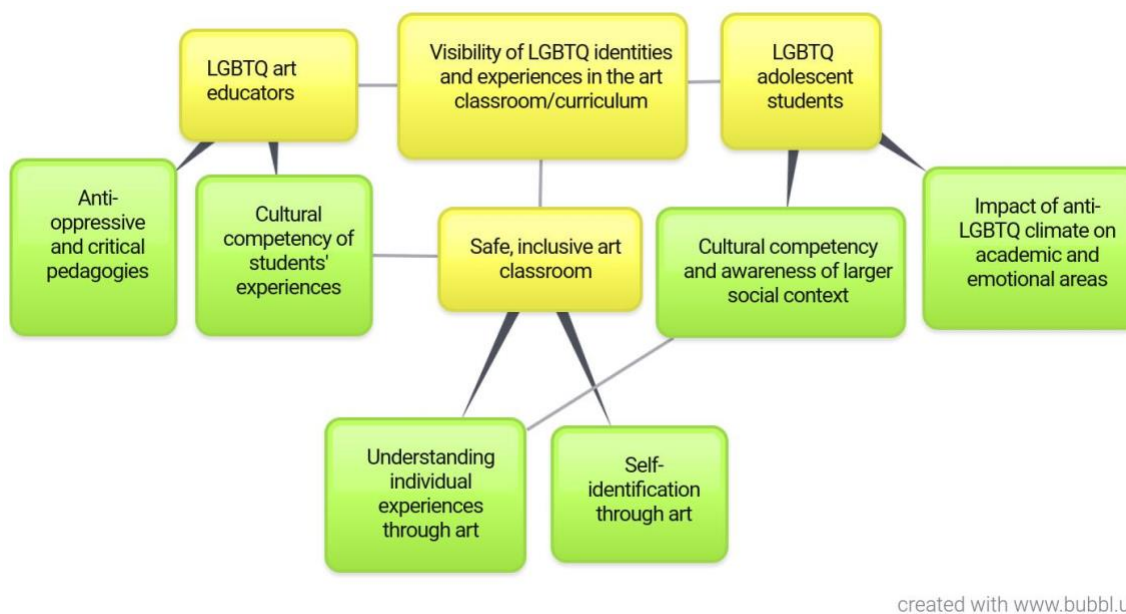 LGBTQ art
educators
Visibility of LGBTQ identities
and experiences in the art
classroom/curriculum
LGBTQ
adolescent
students
Anti-
oppressive
and critical
pedagogies
Cultural
competency of
students'
experiences
Safe, inclusive art
classroom
Cultural competency
and awareness of larger
social context
Impact of anti-
LGBTQ climate on
academic and
emotional areas
Understanding
individual
experiences
through art
Self-
identification
through art
created with www.bubbl.u